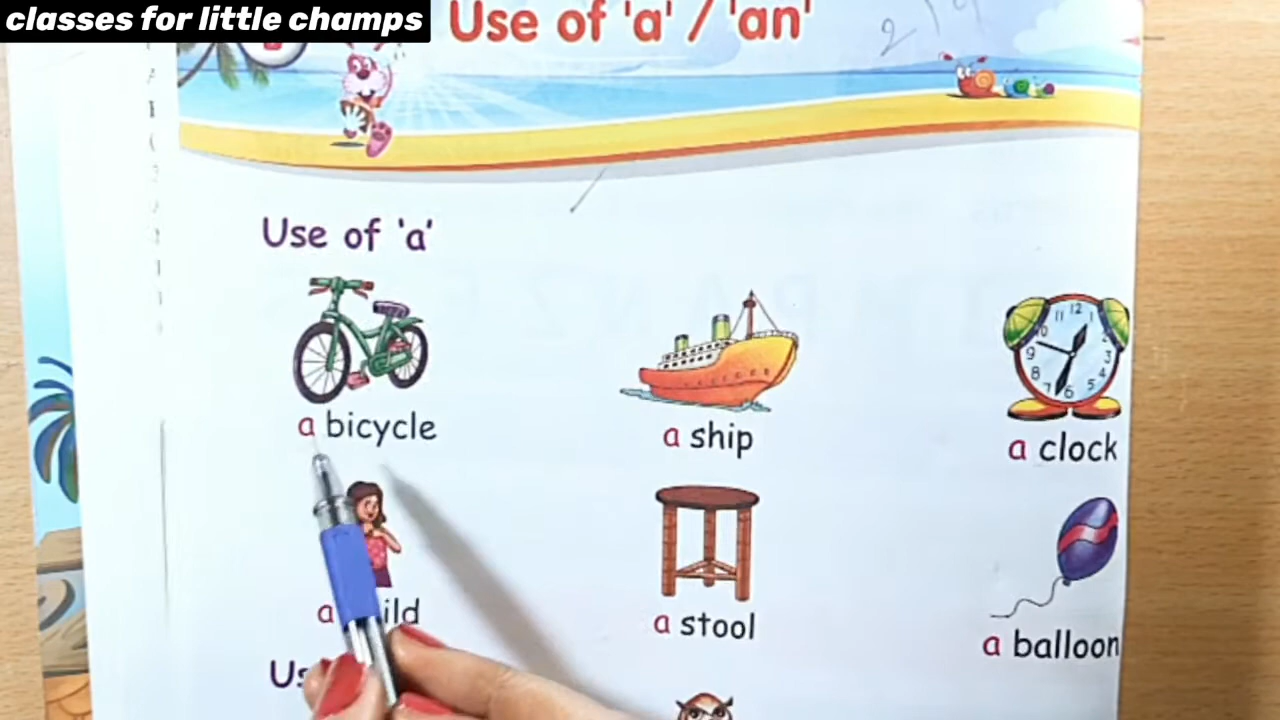 classes for little champs
Use of 'a' / 'an'
Use of 'a'
a bicycle
a ship
a clock
a
a stool
a balloon